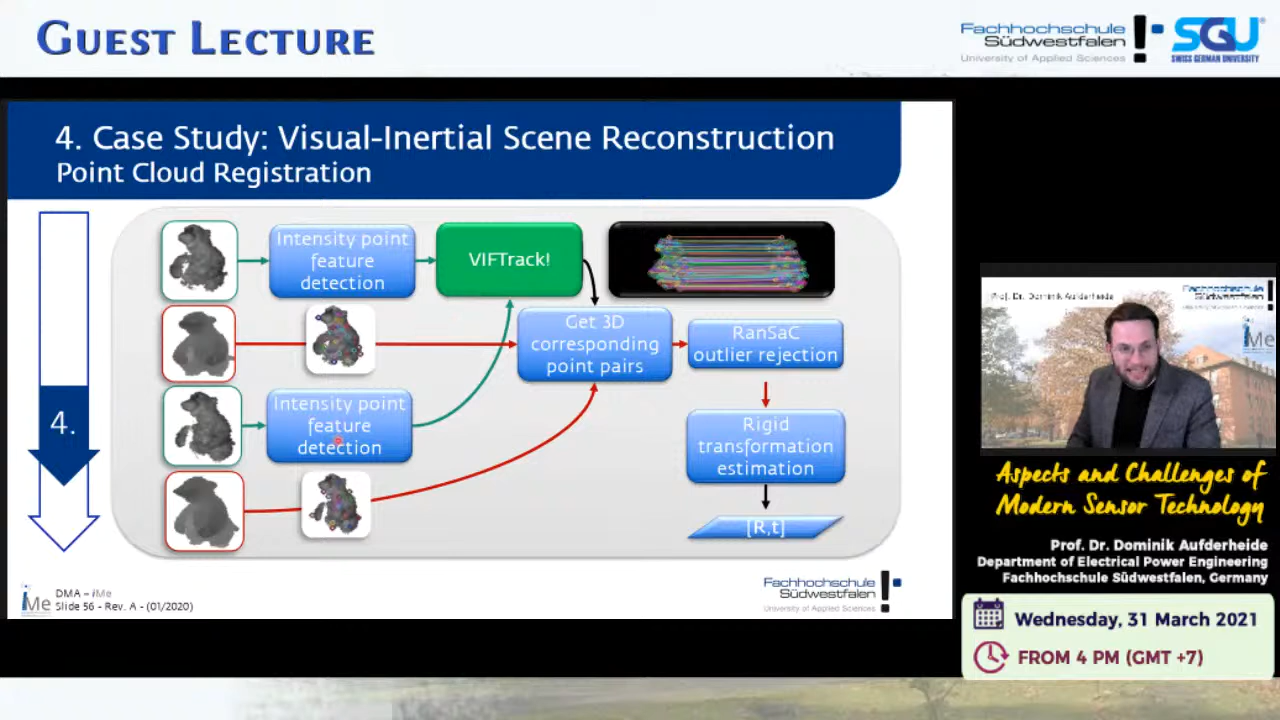 GUEST LECTURE
Fachhochschule
Südwestfalen
University of Applied Sciences
SGU
SWISS GERMAN UNIVERSITY
4. Case Study: Visual-Inertial Scene Reconstruction
Point Cloud Registration
Intensity point
feature
detection
VIFTrack!
Get 3D
corresponding
point pairs
RanSaC
outlier rejection
4.
Intensity point
feature
detection
Rigid
transformation
estimation
[R,t]
iMe
DMA – iMe
Slide 56 - Rev. A - (01/2020)
Fachhochschule
Südwestfalen
University of Applied Sciences
Prof. Dr. Dominik Aufderheide
Fachhochschule
Südwestfalen
iMe
Aspects and Challenges of
Modern Sensor Technology
Prof. Dr. Dominik Aufderheide
Department of Electrical Power Engineering
Fachhochschule Südwestfalen, Germany
Wednesday, 31 March 2021
FROM 4 PM (GMT +7)